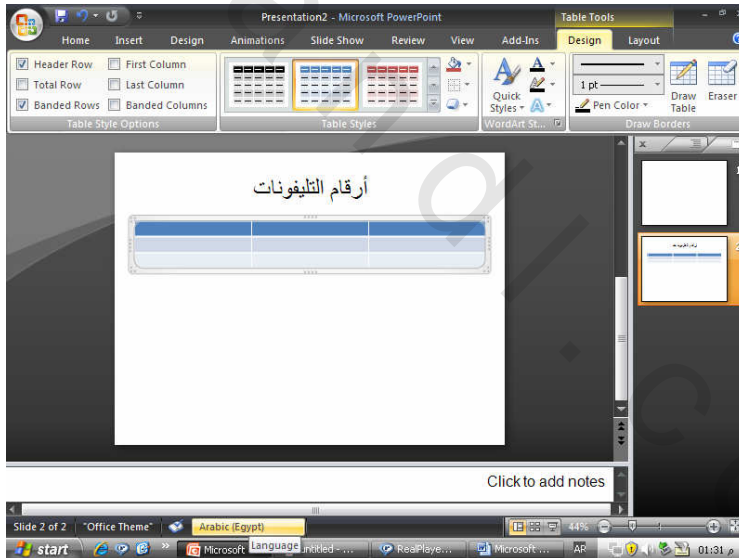 Presentation2 - Microsoft PowerPoint
Table Tools
Home Insert Design Animations Slide Show Review View Add-Ins Design Layout
Header Row First Column
Total Row Last Column
Banded Rows Banded Columns
Quick Styles
1 pt
Pen Color
Draw Table
Eraser
Table Style Options
Table Styles
WordArt St...
Draw Borders
أرقام التليفونات
Click to add notes
Slide 2 of 2 "Office Theme" Arabic (Egypt) 44%
Language
start Microsoft ntitled - ... RealPlaye... Microsoft ... AR 01:31 م